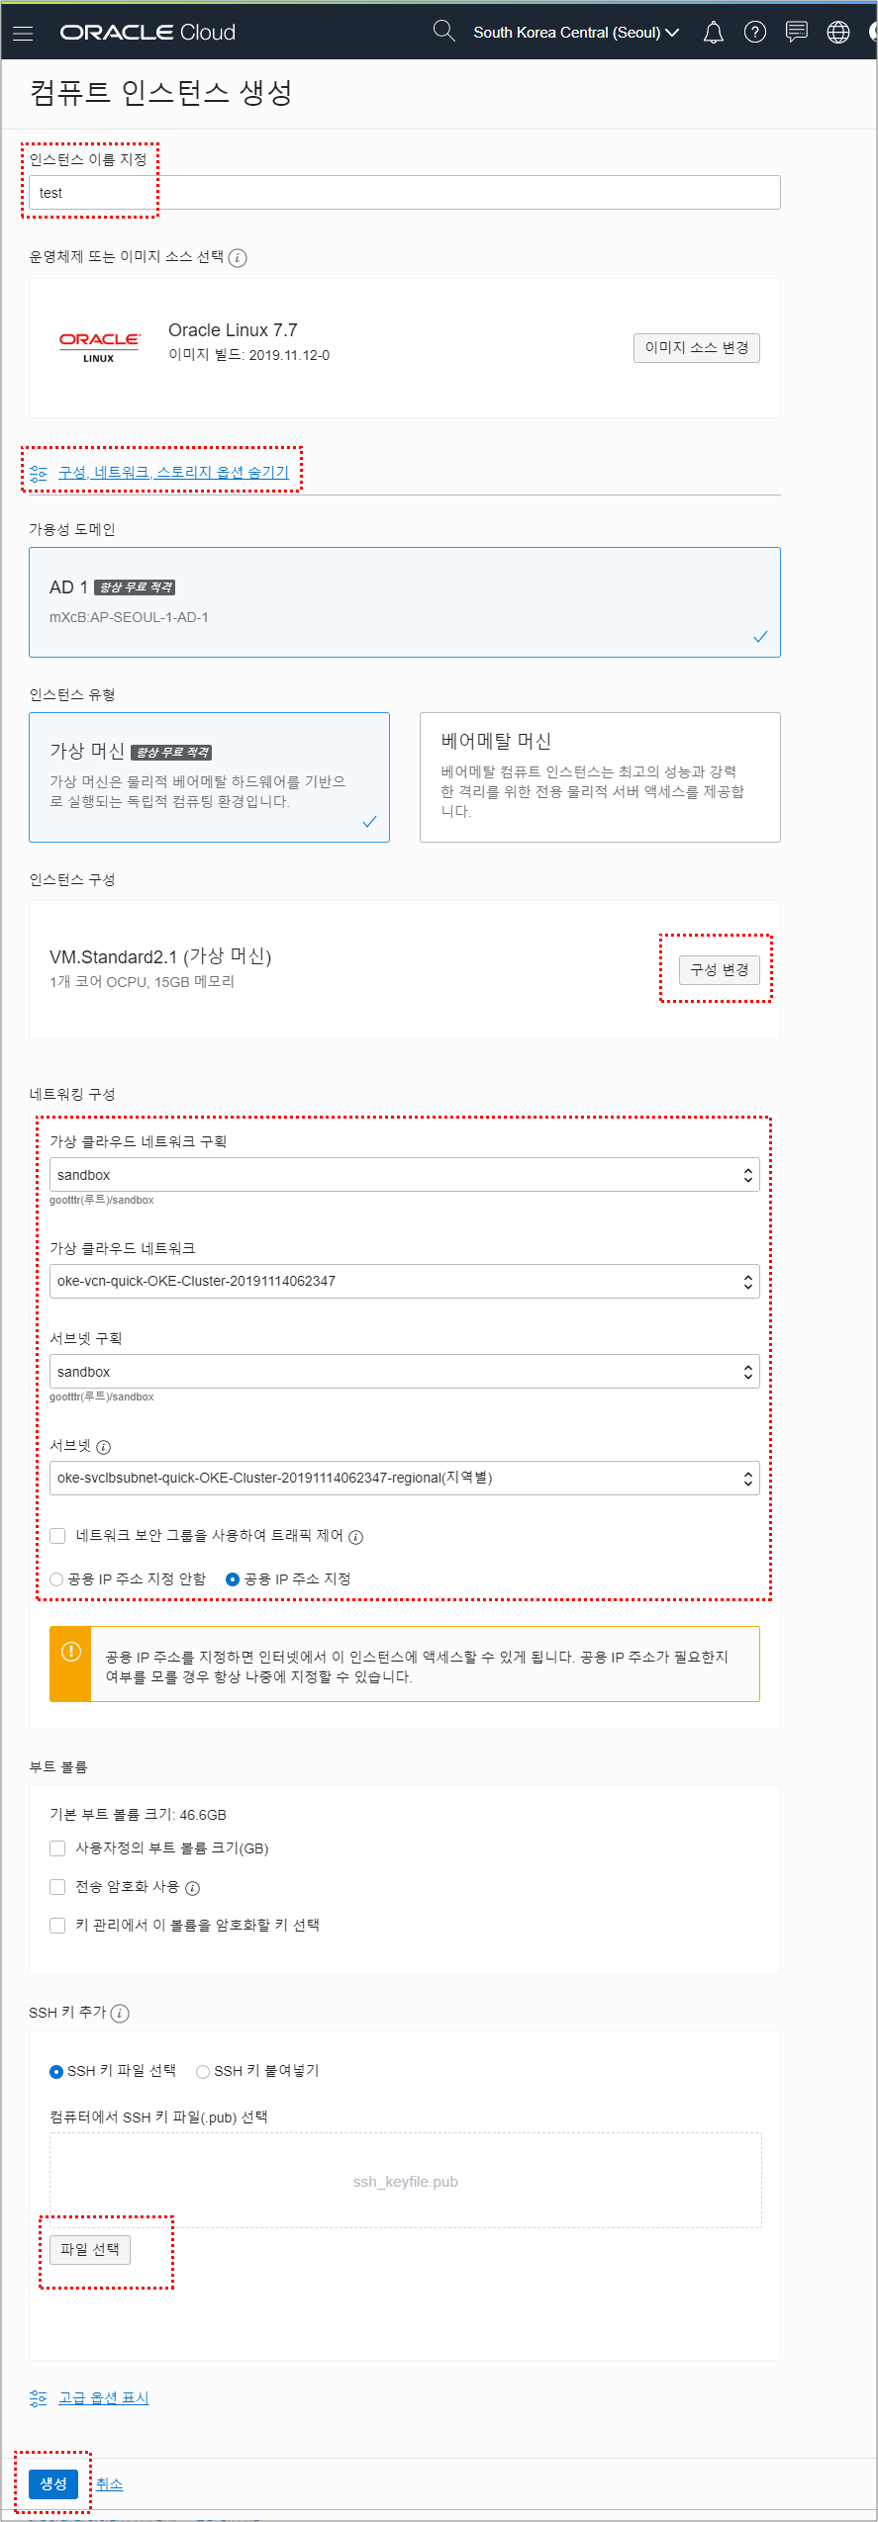 ORACLE Cloud
South Korea Central (Seoul)
컴퓨트 인스턴스 생성
인스턴스 이름 지정
test
운영체제 또는 이미지 소스 선택
ORACLE
LINUX
Oracle Linux 7.7
이미지 빌드: 2019.11.12-0
이미지 소스 변경
구성, 네트워크, 스토리지 옵션 숨기기
가용성 도메인
AD 1 항상 무료 적격
mXcB:AP-SEOUL-1-AD-1
인스턴스 유형
가상 머신 항상 무료 적격
가상 머신은 물리적 베어메탈 하드웨어를 기반으
로 실행되는 독립적 컴퓨팅 환경입니다.
베어메탈 머신
베어메탈 컴퓨트 인스턴스는 최고의 성능과 강력
한 격리를 위한 전용 물리적 서버 액세스를 제공합
니다.
인스턴스 구성
VM.Standard2.1 (가상 머신)
1개 코어 OCPU, 15GB 메모리
구성 변경
네트워킹 구성
가상 클라우드 네트워크 구획
sandbox
gootttr(루트)/sandbox
가상 클라우드 네트워크
oke-vcn-quick-OKE-Cluster-20191114062347
서브넷 구획
sandbox
gootttr(루트)/sandbox
서브넷
oke-svclbsubnet-quick-OKE-Cluster-20191114062347-regional(지역별)
네트워크 보안 그룹을 사용하여 트래픽 제어
공용 IP 주소 지정 안함 공용 IP 주소 지정
공용 IP 주소를 지정하면 인터넷에서 이 인스턴스에 액세스할 수 있게 됩니다. 공용 IP 주소가 필요한지
여부를 모를 경우 항상 나중에 지정할 수 있습니다.
부트 볼륨
기본 부트 볼륨 크기: 46.6GB
사용자정의 부트 볼륨 크기(GB)
전송 암호화 사용
키 관리에서 이 볼륨을 암호화할 키 선택
SSH 키 추가
SSH 키 파일 선택 SSH 키 붙여넣기
컴퓨터에서 SSH 키 파일(.pub) 선택
ssh_keyfile.pub
파일 선택
고급 옵션 표시
생성 취소